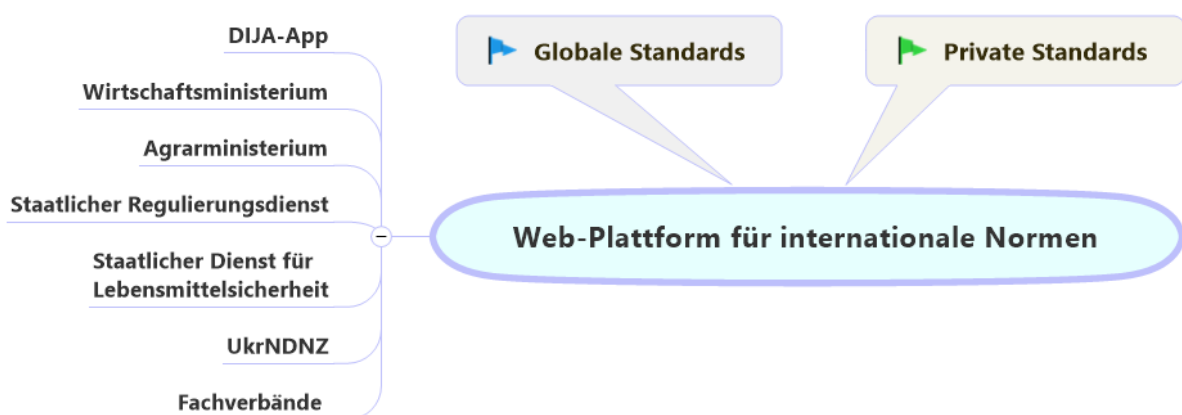 DIJA-App
Wirtschaftsministerium
Agrarministerium
Staatlicher Regulierungsdienst
Staatlicher Dienst für
Lebensmittelsicherheit
UkrNDNZ
Fachverbände
Globale Standards
Private Standards
Web-Plattform für internationale Normen